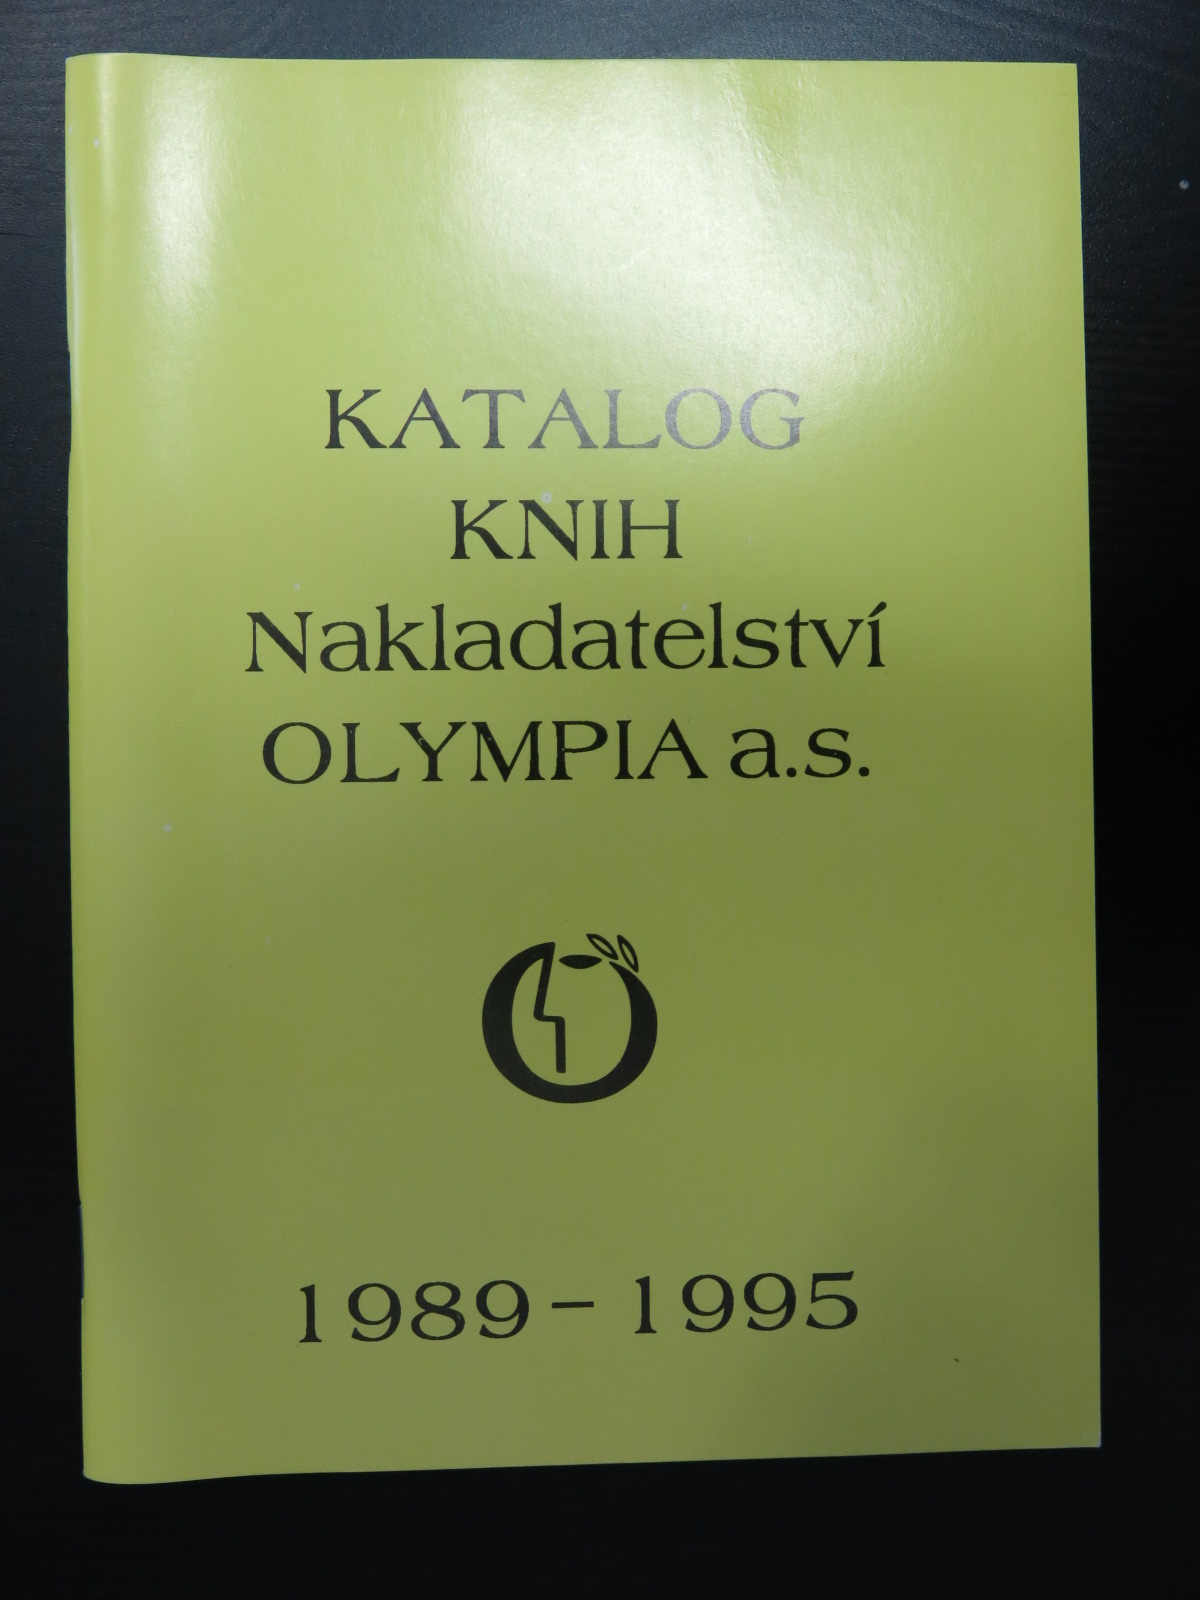 KATALOG
KNIH
Nakladatelství
OLYMPIA a.s.
1989-1995